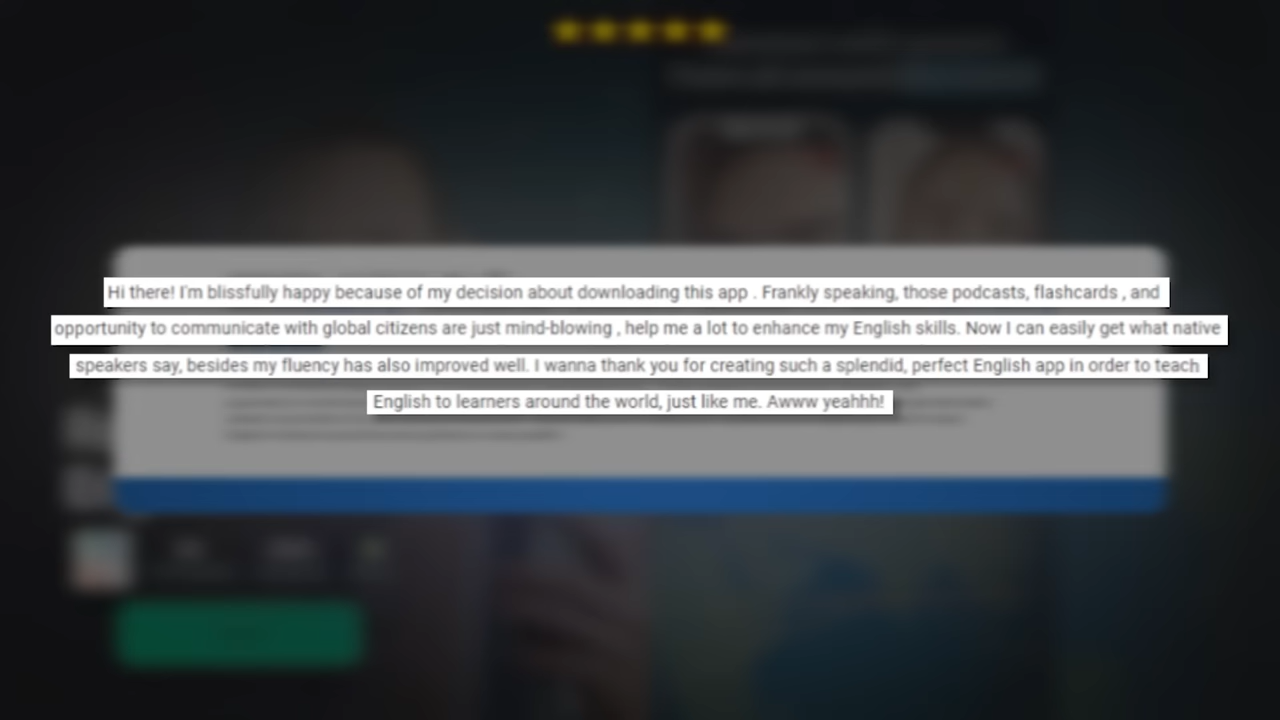 Hi there! I'm blissfully happy because of my decision about downloading this app . Frankly speaking, those podcasts, flashcards , and
opportunity to communicate with global citizens are just mind-blowing , help me a lot to enhance my English skills. Now I can easily get what native
speakers say, besides my fluency has also improved well. I wanna thank you for creating such a splendid, perfect English app in order to teach
English to learners around the world, just like me. Awww yeahhh!